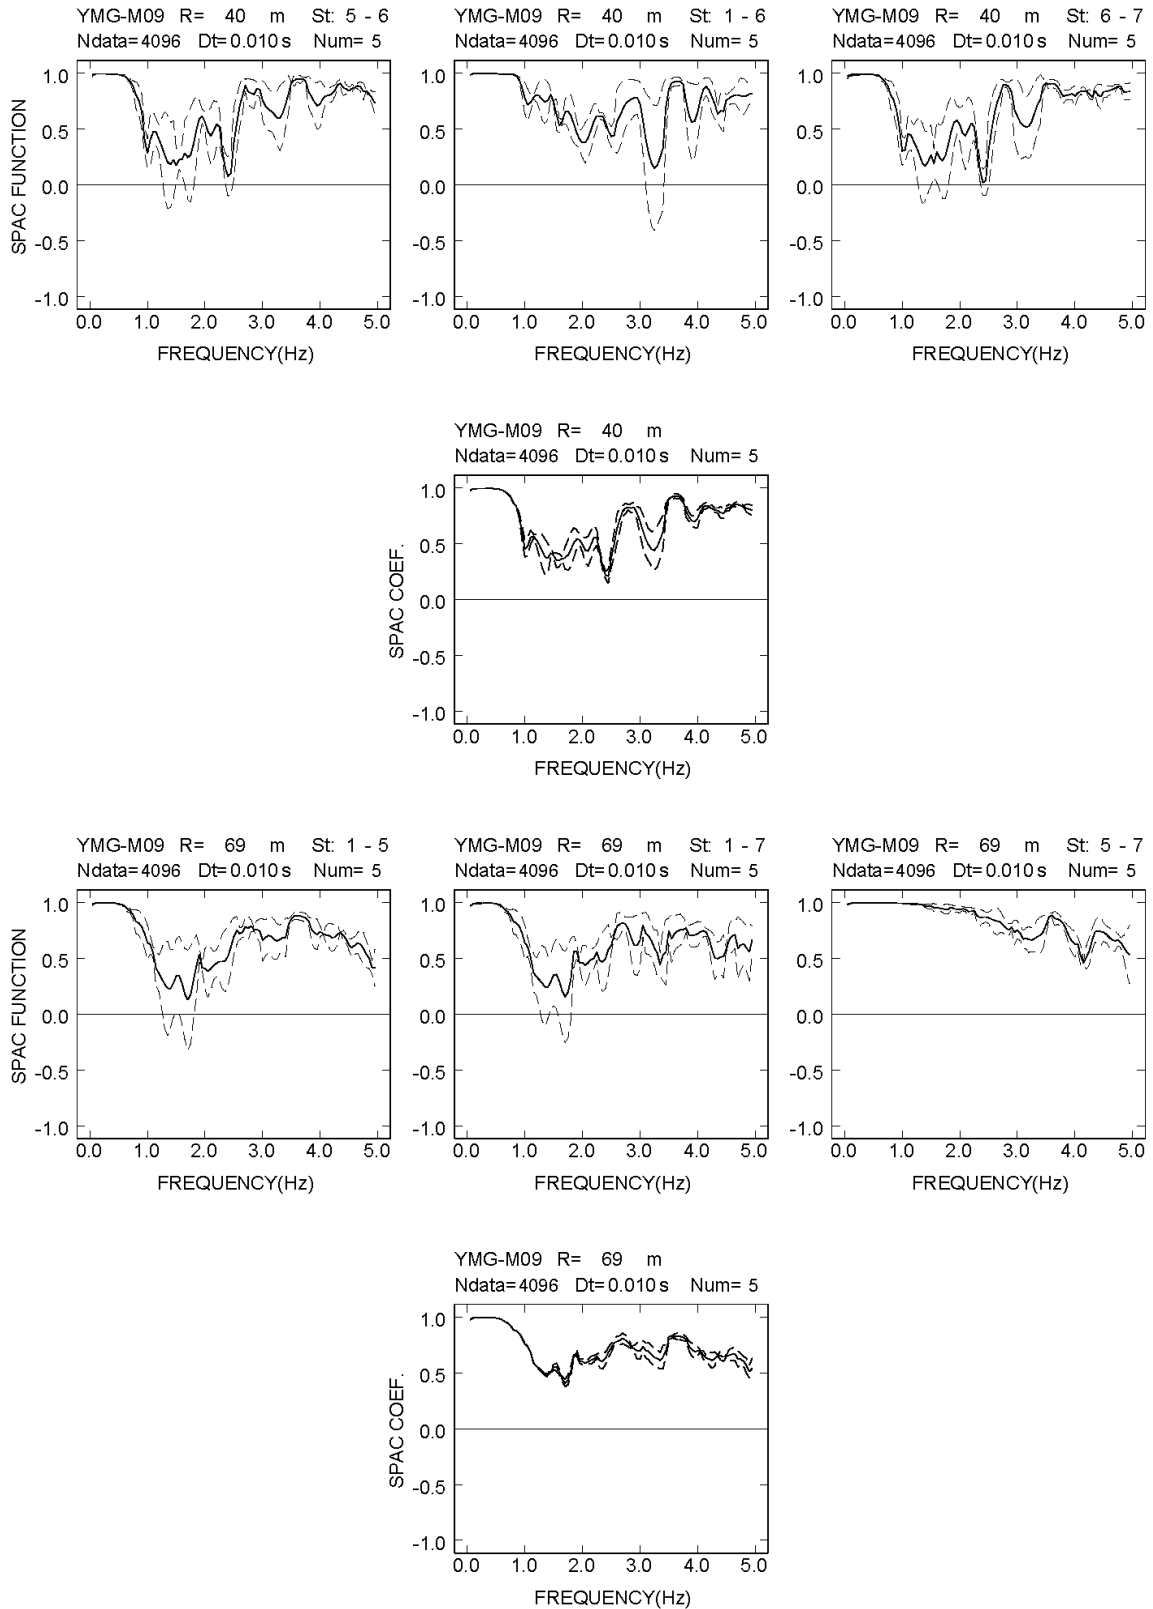 YMG-M09 R= 40 m St: 5 - 6
Ndata=4096 Dt=0.010 s Num= 5
YMG-M09 R= 40 m St: 1 - 6
Ndata=4096 Dt=0.010 s Num= 5
YMG-M09 R= 40 m St: 6 - 7
Ndata=4096 Dt=0.010 s Num= 5
SPAC FUNCTION
1.0
0.5
0.0
-0.5
-1.0
0.0 1.0 2.0 3.0 4.0 5.0
FREQUENCY(Hz)
1.0
0.5
0.0
-0.5
-1.0
0.0 1.0 2.0 3.0 4.0 5.0
FREQUENCY(Hz)
1.0
0.5
0.0
-0.5
-1.0
0.0 1.0 2.0 3.0 4.0 5.0
FREQUENCY(Hz)
YMG-M09 R= 40 m
Ndata=4096 Dt=0.010 s Num= 5
SPAC COEF.
1.0
0.5
0.0
-0.5
-1.0
0.0 1.0 2.0 3.0 4.0 5.0
FREQUENCY(Hz)
YMG-M09 R= 69 m St: 1 - 5
Ndata=4096 Dt=0.010 s Num= 5
YMG-M09 R= 69 m St: 1 - 7
Ndata=4096 Dt=0.010 s Num= 5
YMG-M09 R= 69 m St: 5 - 7
Ndata=4096 Dt=0.010 s Num= 5
SPAC FUNCTION
1.0
0.5
0.0
-0.5
-1.0
0.0 1.0 2.0 3.0 4.0 5.0
FREQUENCY(Hz)
1.0
0.5
0.0
-0.5
-1.0
0.0 1.0 2.0 3.0 4.0 5.0
FREQUENCY(Hz)
1.0
0.5
0.0
-0.5
-1.0
0.0 1.0 2.0 3.0 4.0 5.0
FREQUENCY(Hz)
YMG-M09 R= 69 m
Ndata=4096 Dt=0.010 s Num= 5
SPAC COEF.
1.0
0.5
0.0
-0.5
-1.0
0.0 1.0 2.0 3.0 4.0 5.0
FREQUENCY(Hz)